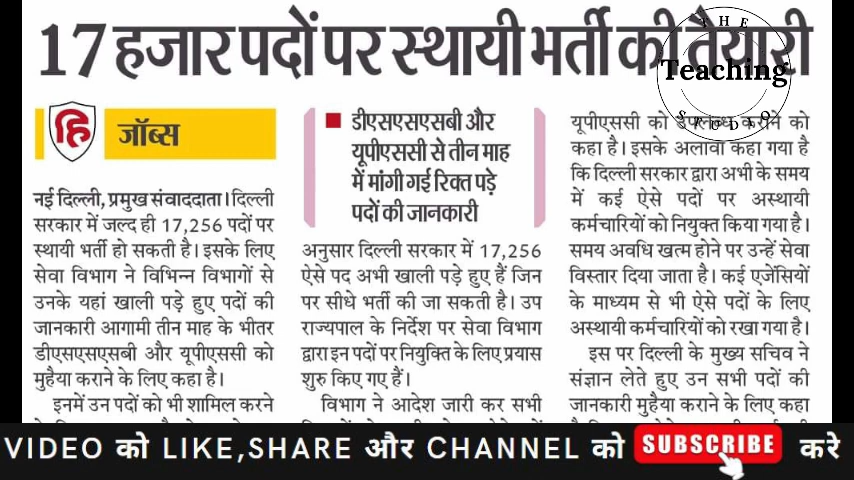 17 हजार पदों पर स्थायी भर्ती की तैयारी
THE
Teaching
STUDIO
हि
जॉब्स
नई दिल्ली, प्रमुख संवाददाता। दिल्ली
सरकार में जल्द ही 17,256 पदों पर
स्थायी भर्ती हो सकती है। इसके लिए
सेवा विभाग ने विभिन्न विभागों से
उनके यहां खाली पड़े हुए पदों की
जानकारी आगामी तीन माह के भीतर
डीएसएसएसबी और यूपीएससी को
मुहैया कराने के लिए कहा है।
इनमें उन पदों को भी शामिल करने
डीएसएसएसबी और
यूपीएससी से तीन माह
में मांगी गई रिक्त पड़े
पदों की जानकारी
अनुसार दिल्ली सरकार में 17,256
ऐसे पद अभी खाली पड़े हुए हैं जिन
पर सीधे भर्ती की जा सकती है। उप
राज्यपाल के निर्देश पर सेवा विभाग
द्वारा इन पदों पर नियुक्ति के लिए प्रयास
शुरु किए गए हैं।
विभाग ने आदेश जारी कर सभी
यूपीएससी को उपलब्ध कराने को
कहा है। इसके अलावा कहा गया है
कि दिल्ली सरकार द्वारा अभी के समय
में कई ऐसे पदों पर अस्थायी
कर्मचारियों को नियुक्त किया गया है।
समय अवधि खत्म होने पर उन्हें सेवा
विस्तार दिया जाता है। कई एजेंसियों
के माध्यम से भी ऐसे पदों के लिए
अस्थायी कर्मचारियों को रखा गया है।
इस पर दिल्ली के मुख्य सचिव ने
संज्ञान लेते हुए उन सभी पदों की
जानकारी मुहैया कराने के लिए कहा
VIDEO को LIKE,SHARE और CHANNEL को SUBSCRIBE करे